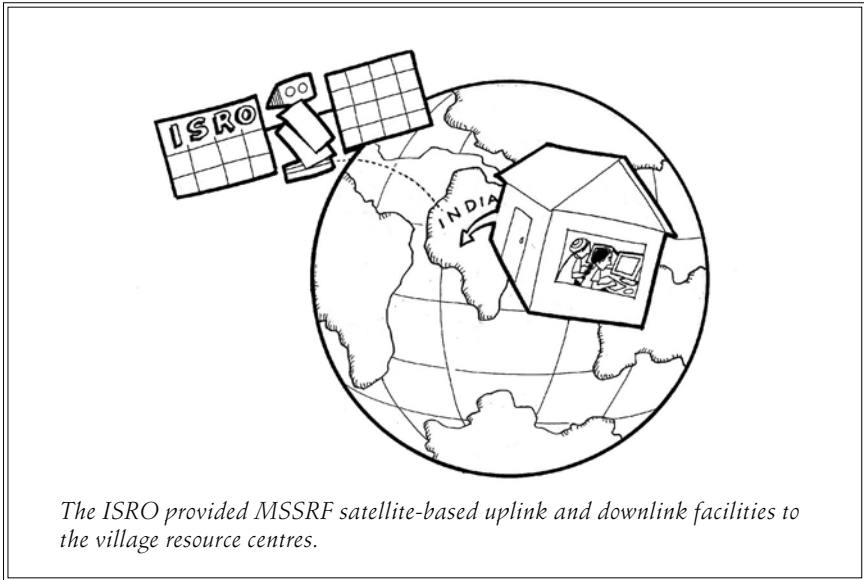 ISRO
INDIA
The ISRO provided MSSRF satellite-based uplink and downlink facilities to
the village resource centres.